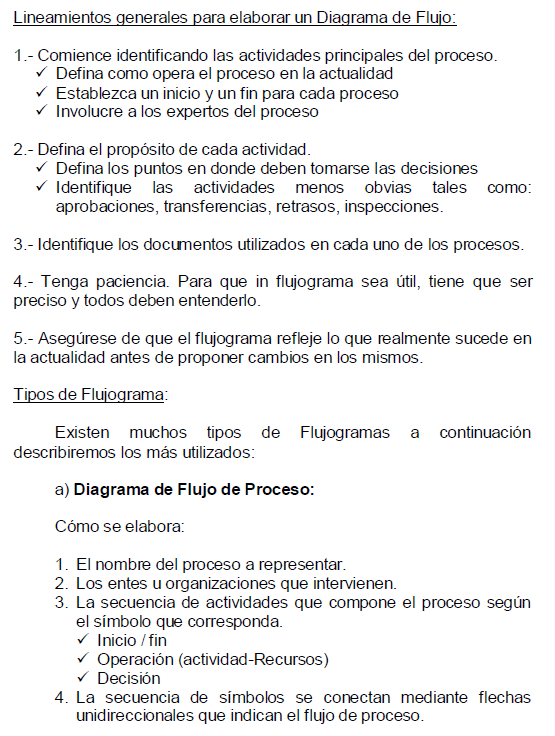 Lineamientos generales para elaborar un Diagrama de Flujo:
1.- Comience identificando las actividades principales del proceso.
✓ Defina como opera el proceso en la actualidad
✓ Establezca un inicio y un fin para cada proceso
✓ Involucre a los expertos del proceso
2.- Defina el propósito de cada actividad.
✓ Defina los puntos en donde deben tomarse las decisiones
✓ Identifique las actividades menos obvias tales como:
aprobaciones, transferencias, retrasos, inspecciones.
3.- Identifique los documentos utilizados en cada uno de los procesos.
4.- Tenga paciencia. Para que in flujograma sea útil, tiene que ser
preciso y todos deben entenderlo.
5.- Asegúrese de que el flujograma refleje lo que realmente sucede en
la actualidad antes de proponer cambios en los mismos.
Tipos de Flujograma:
Existen muchos tipos de Flujogramas a continuación
describiremos los más utilizados:
a) Diagrama de Flujo de Proceso:
Cómo se elabora:
1. El nombre del proceso a representar.
2. Los entes u organizaciones que intervienen.
3. La secuencia de actividades que compone el proceso según
el símbolo que corresponda.
✓ Inicio / fin
✓ Operación (actividad-Recursos)
✓ Decisión
4. La secuencia de símbolos se conectan mediante flechas
unidireccionales que indican el flujo de proceso.